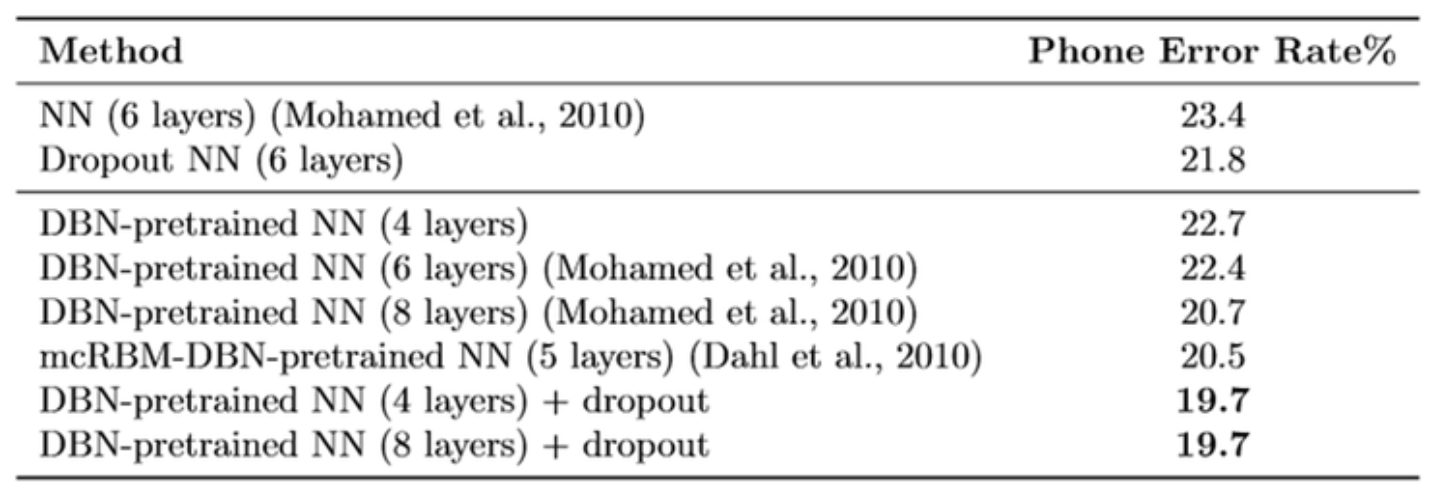 Method Phone Error Rate%
NN (6 layers) (Mohamed et al., 2010) 23.4
Dropout NN (6 layers) 21.8
DBN-pretrained NN (4 layers) 22.7
DBN-pretrained NN (6 layers) (Mohamed et al., 2010) 22.4
DBN-pretrained NN (8 layers) (Mohamed et al., 2010) 20.7
mcRBM-DBN-pretrained NN (5 layers) (Dahl et al., 2010) 20.5
DBN-pretrained NN (4 layers) + dropout 19.7
DBN-pretrained NN (8 layers) + dropout 19.7